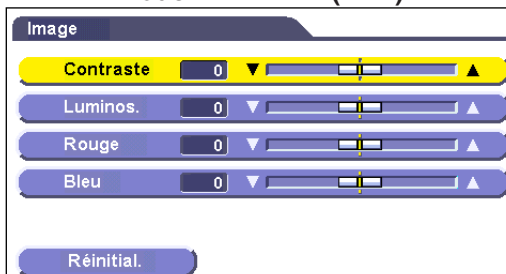 Image
Contraste 0
Luminos. 0
Rouge 0
Bleu 0
Réinitial.